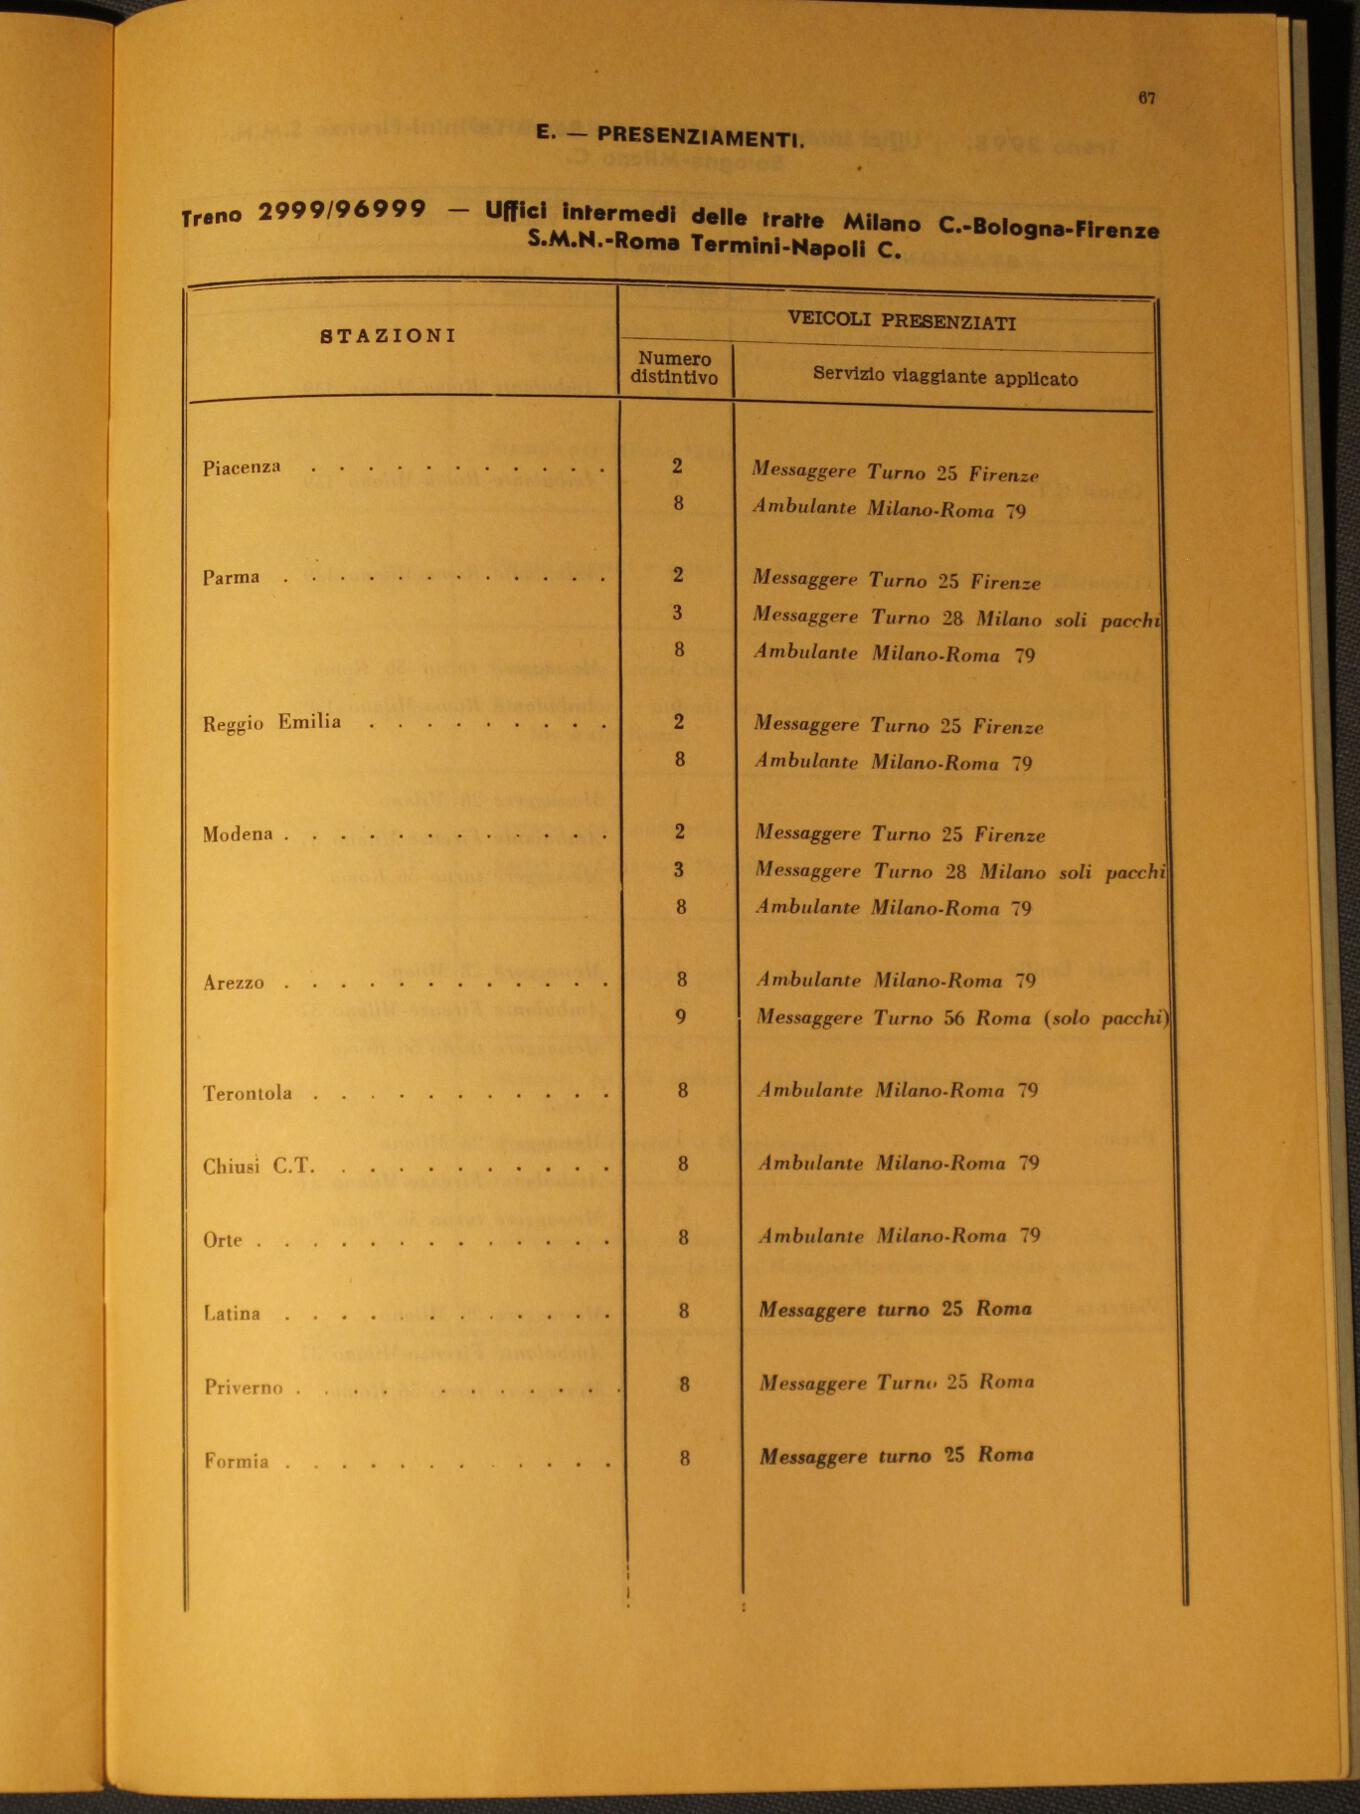 67
E. — PRESENZIAMENTI.
Treno 2999/96999 — Uffici intermedi delle tratte Milano C.-Bologna-Firenze
S.M.N.-Roma Termini-Napoli C.
STAZIONI
VEICOLI PRESENZIATI
Numero distintivo
Servizio viaggiante applicato
Piacenza . . . . . . . . . . . 2 Messaggere Turno 25 Firenze
8 Ambulante Milano-Roma 79
Parma . . . . . . . . . . . . 2 Messaggere Turno 25 Firenze
3 Messaggere Turno 28 Milano soli pacchi
8 Ambulante Milano-Roma 79
Reggio Emilia . . . . . . . . . 2 Messaggere Turno 25 Firenze
8 Ambulante Milano-Roma 79
Modena . . . . . . . . . . . . 2 Messaggere Turno 25 Firenze
3 Messaggere Turno 28 Milano soli pacchi
8 Ambulante Milano-Roma 79
Arezzo . . . . . . . . . . . . 8 Ambulante Milano-Roma 79
9 Messaggere Turno 56 Roma (solo pacchi)
Terontola . . . . . . . . . . . 8 Ambulante Milano-Roma 79
Chiusi C.T. . . . . . . . . . . 8 Ambulante Milano-Roma 79
Orte . . . . . . . . . . . . . 8 Ambulante Milano-Roma 79
Latina . . . . . . . . . . . . 8 Messaggere turno 25 Roma
Priverno . . . . . . . . . . . 8 Messaggere Turno 25 Roma
Formia . . . . . . . . . . . . 8 Messaggere turno 25 Roma